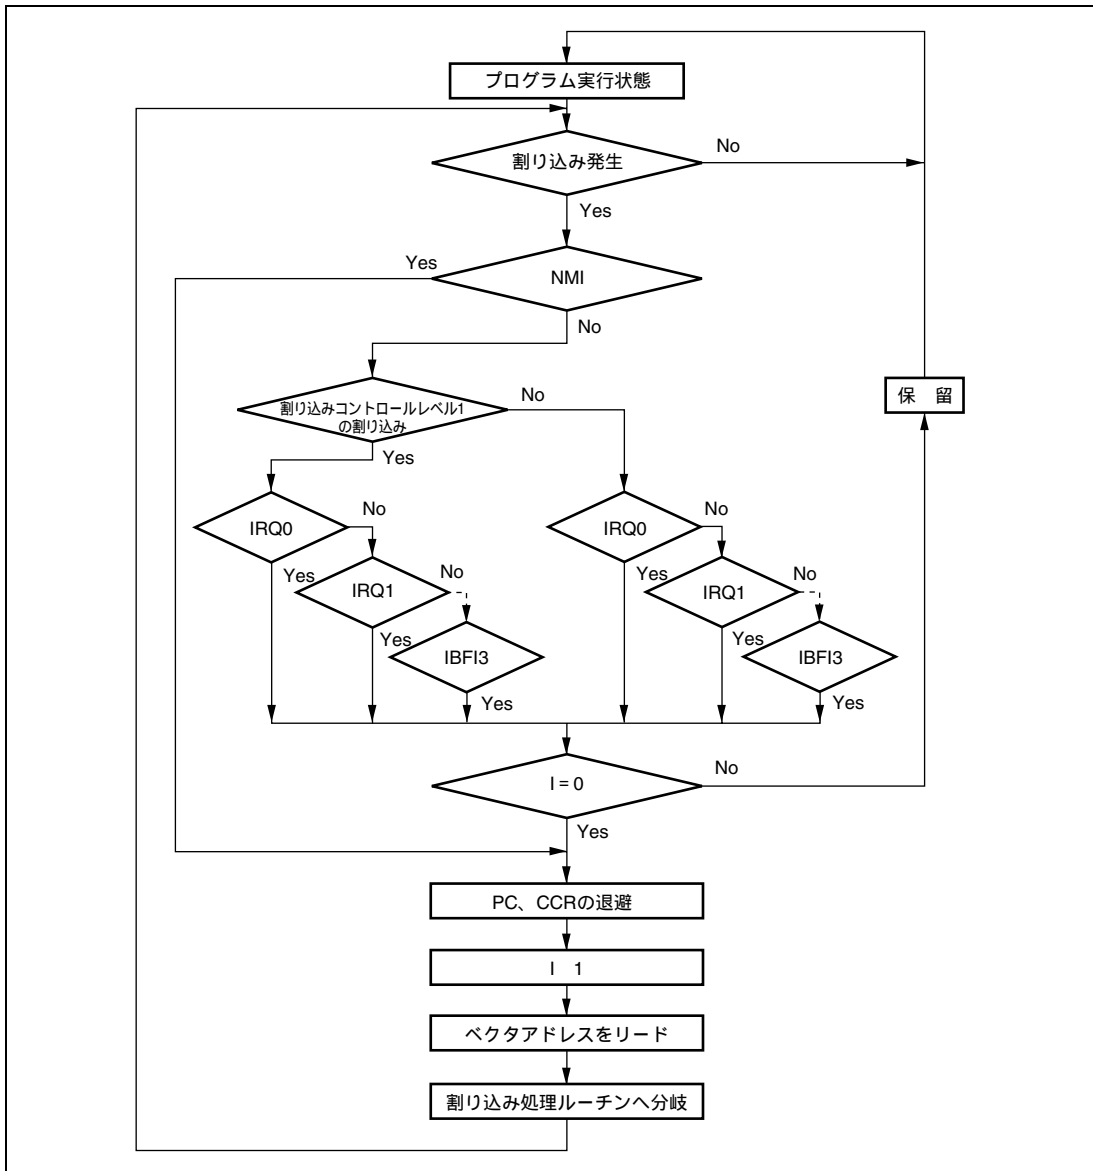 プログラム実行状態
割り込み発生
No
Yes
Yes
NMI
No
割り込みコントロールレベル1
の割り込み
No
保 留
Yes
IRQ0
No
IRQ0
No
Yes
IRQ1
No
Yes
IRQ1
No
Yes
IBFI3
Yes
IBFI3
Yes
Yes
I = 0
No
Yes
PC、CCRの退避
I 1
ベクタアドレスをリード
割り込み処理ルーチンへ分岐